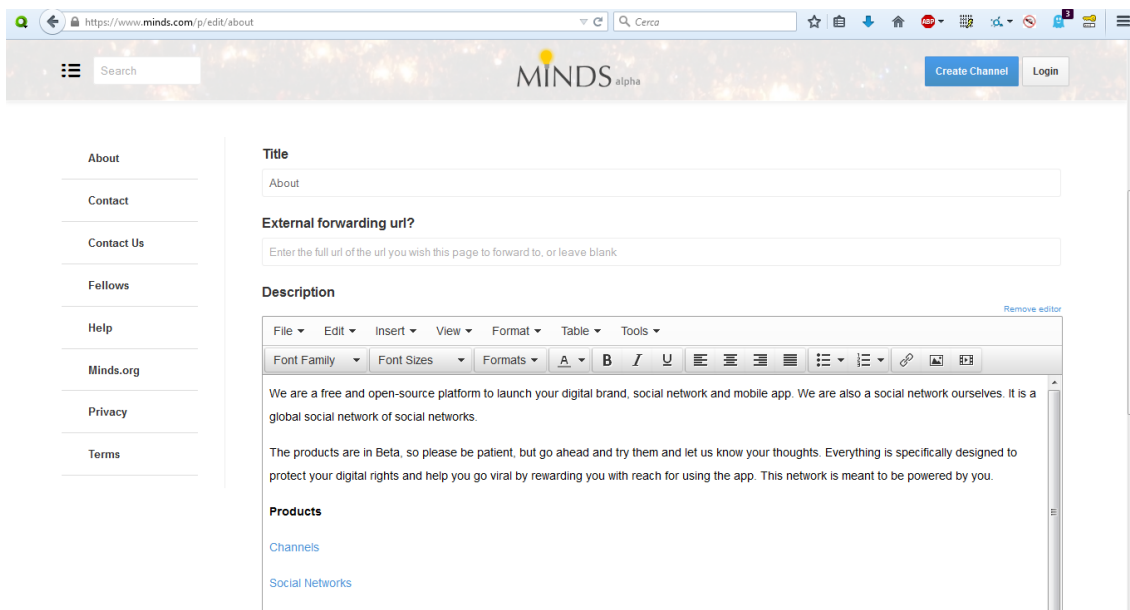 https://www.minds.com/p/edit/about
Cerca
ABP
3
Search
MINDS alpha
Create Channel
Login
About
Contact
Contact Us
Fellows
Help
Minds.org
Privacy
Terms
Title
About
External forwarding url?
Enter the full url of the url you wish this page to forward to, or leave blank
Description
Remove editor
File Edit Insert View Format Table Tools
Font Family Font Sizes Formats A B I U
We are a free and open-source platform to launch your digital brand, social network and mobile app. We are also a social network ourselves. It is a
global social network of social networks.
The products are in Beta, so please be patient, but go ahead and try them and let us know your thoughts. Everything is specifically designed to
protect your digital rights and help you go viral by rewarding you with reach for using the app. This network is meant to be powered by you.
Products
Channels
Social Networks